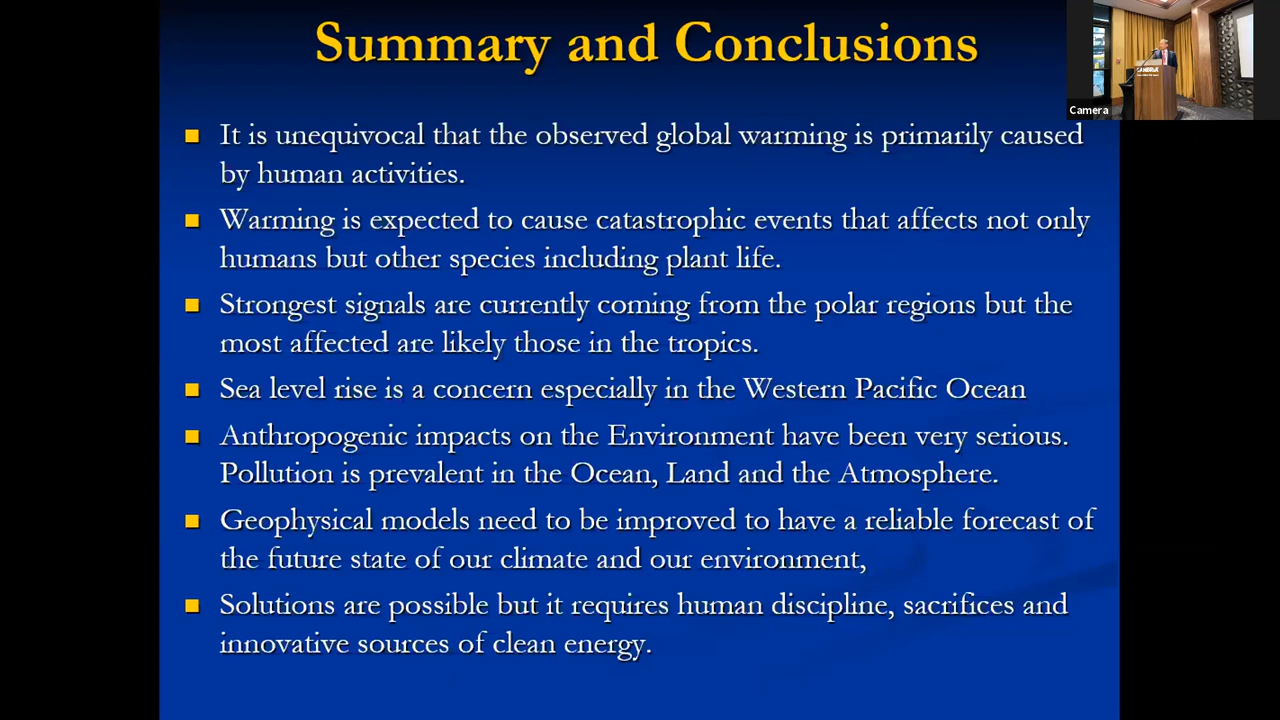 Summary and Conclusions
Camera
It is unequivocal that the observed global warming is primarily caused
by human activities.
Warming is expected to cause catastrophic events that affects not only
humans but other species including plant life.
Strongest signals are currently coming from the polar regions but the
most affected are likely those in the tropics.
Sea level rise is a concern especially in the Western Pacific Ocean
Anthropogenic impacts on the Environment have been very serious.
Pollution is prevalent in the Ocean, Land and the Atmosphere.
Geophysical models need to be improved to have a reliable forecast of
the future state of our climate and our environment,
Solutions are possible but it requires human discipline, sacrifices and
innovative sources of clean energy.